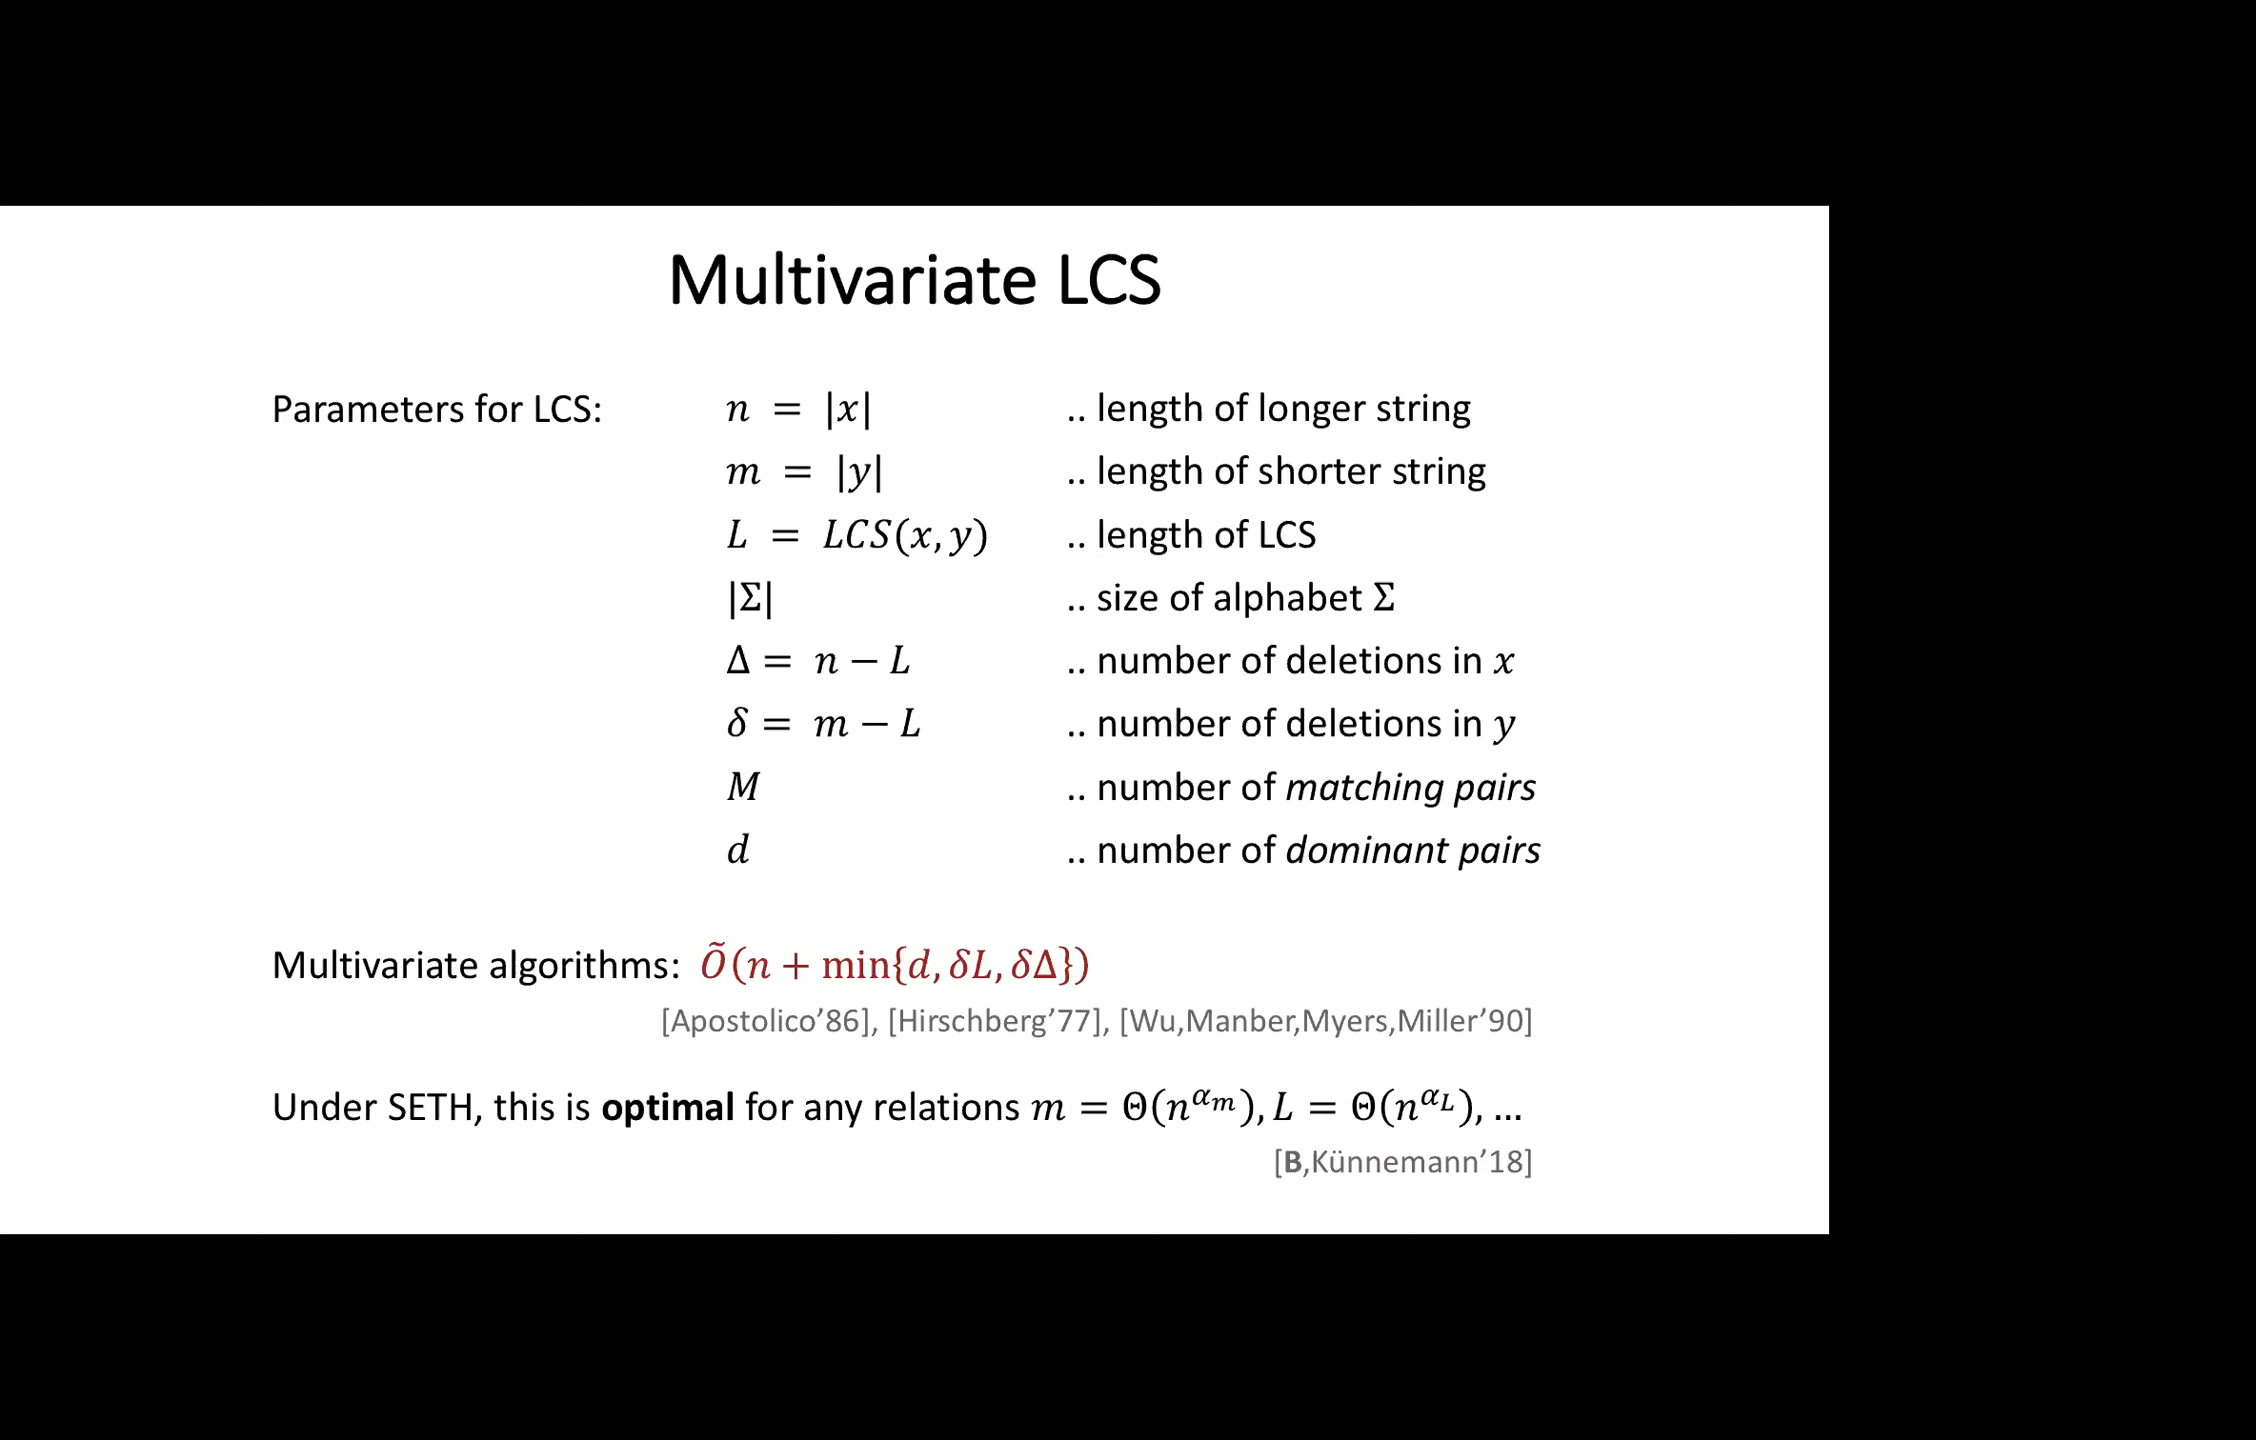 Multivariate LCS
Parameters for LCS: n = |x| .. length of longer string
m = |y| .. length of shorter string
L = LCS(x, y) .. length of LCS
|Σ| .. size of alphabet Σ
Δ = n − L .. number of deletions in x
δ = m − L .. number of deletions in y
M .. number of matching pairs
d .. number of dominant pairs
Multivariate algorithms: Õ(n + min{d, δL, δΔ})
[Apostolico’86], [Hirschberg’77], [Wu,Manber,Myers,Miller’90]
Under SETH, this is optimal for any relations m = Θ(n^{α_m}), L = Θ(n^{α_L}), ...
[B,Künnemann’18]